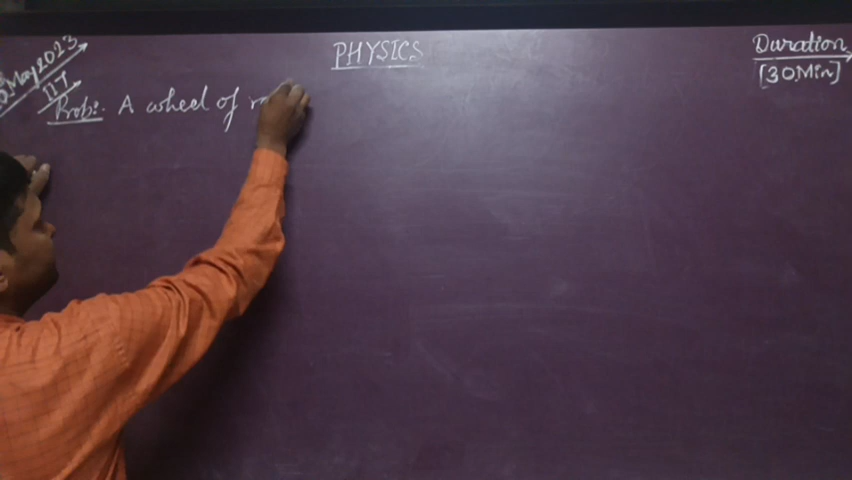 PHYSICS
Duration
[30.Min]
May 2023
IIT
Prob:- A wheel of